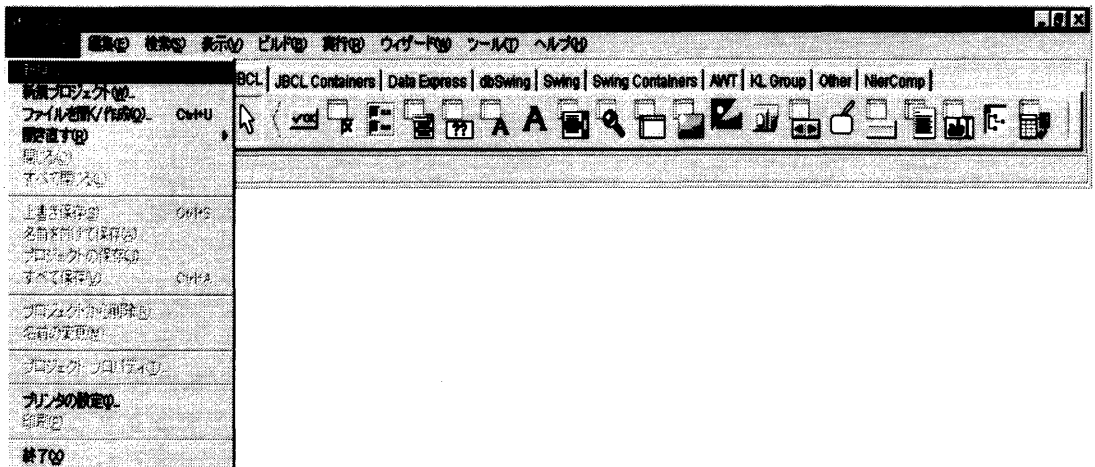 編集(E) 検索(S) 表示(V) ビルド(B) 実行(R) ウィザード(W) ツール(T) ヘルプ(H)
BCL JBCL Containers Data Express dbSwing Swing Swing Containers AWT KL Group Other NierComp
新規プロジェクト(W)...
ファイルを開く/作成(O)... Ctrl+U
開き直す(R)
閉じる(C)
すべて閉じる(L)
上書き保存(S) Ctrl+S
名前を付けて保存(A)
プロジェクトの保存(J)
すべて保存(V) Ctrl+A
プロジェクトから削除
名前の変更
プロジェクト プロパティ
プリンタの設定(I)...
印刷(P)
終了(X)